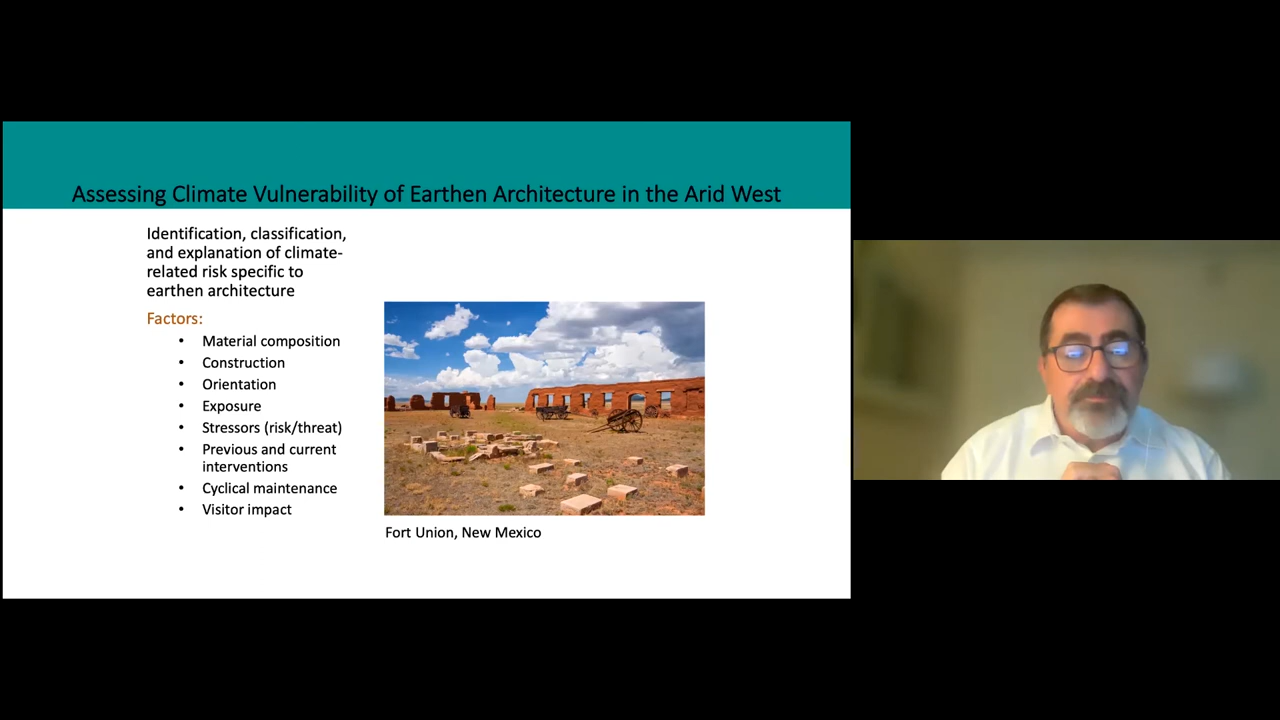 Assessing Climate Vulnerability of Earthen Architecture in the Arid West
Identification, classification,
and explanation of climate-
related risk specific to
earthen architecture
Factors:
• Material composition
• Construction
• Orientation
• Exposure
• Stressors (risk/threat)
• Previous and current
interventions
• Cyclical maintenance
• Visitor impact
Fort Union, New Mexico